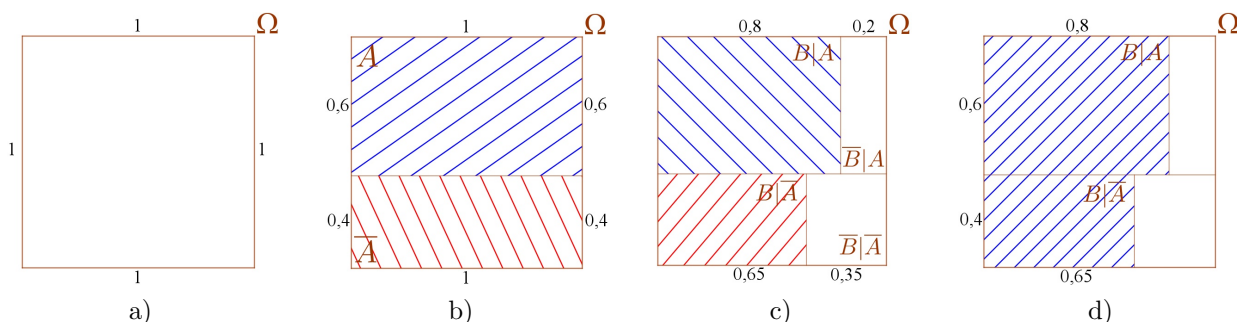 1 Ω 1 Ω 0,8 0,2 Ω 0,8 Ω
A B|A B|A
0,6 0,6 0,6
1 1 B̅|A
0,4 0,4 B|A̅ 0,4 B|A̅
A̅ B̅|A̅
1 1 0,65 0,35 0,65
a) b) c) d)